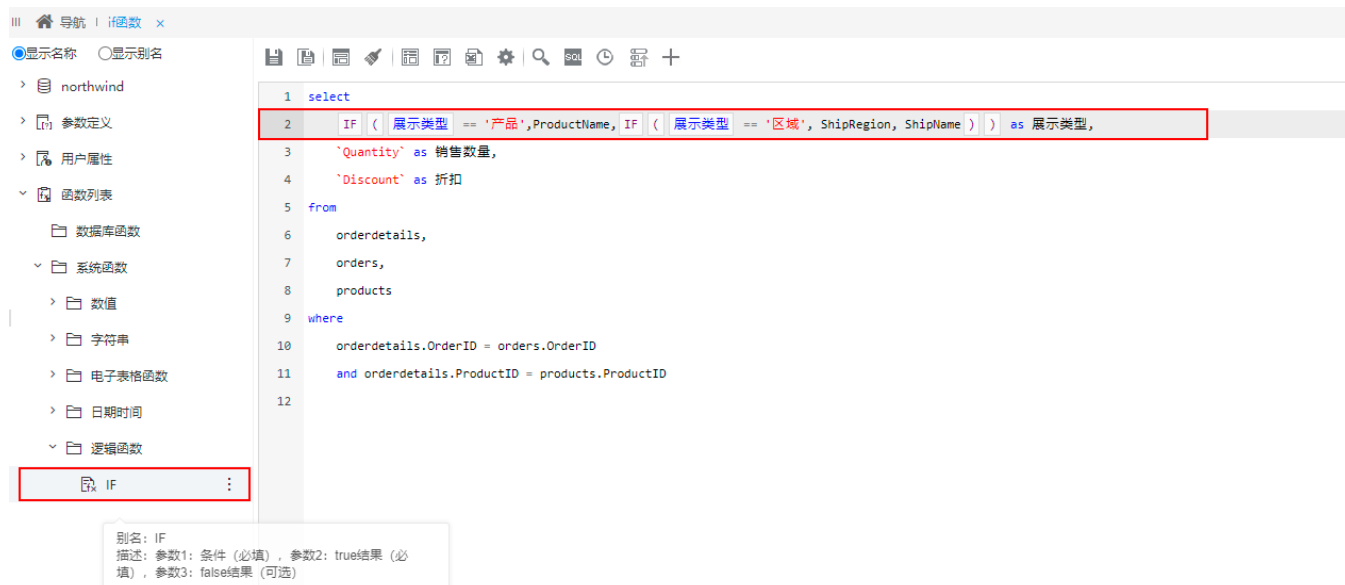 导航 if函数 ×
显示名称 显示别名
northwind
参数定义
用户属性
函数列表
数据库函数
系统函数
数值
字符串
电子表格函数
日期时间
逻辑函数
IF
别名：IF
描述：参数1：条件（必填），参数2：true结果（必
填），参数3：false结果（可选）
SQL
1 select
2 IF ( 展示类型 == '产品',ProductName, IF ( 展示类型 == '区域', ShipRegion, ShipName ) ) as 展示类型,
3 `Quantity` as 销售数量,
4 `Discount` as 折扣
5 from
6 orderdetails,
7 orders,
8 products
9 where
10 orderdetails.OrderID = orders.OrderID
11 and orderdetails.ProductID = products.ProductID
12